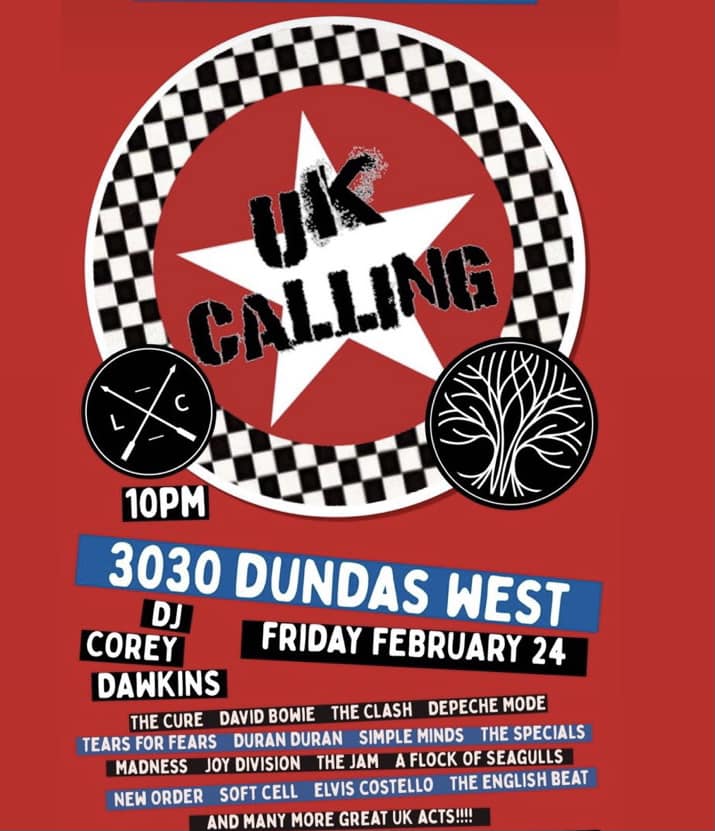 UK
CALLING
L C
10PM
3030 DUNDAS WEST
DJ
COREY
DAWKINS
FRIDAY FEBRUARY 24
THE CURE DAVID BOWIE THE CLASH DEPECHE MODE
TEARS FOR FEARS DURAN DURAN SIMPLE MINDS THE SPECIALS
MADNESS JOY DIVISION THE JAM A FLOCK OF SEAGULLS
NEW ORDER SOFT CELL ELVIS COSTELLO THE ENGLISH BEAT
AND MANY MORE GREAT UK ACTS!!!!